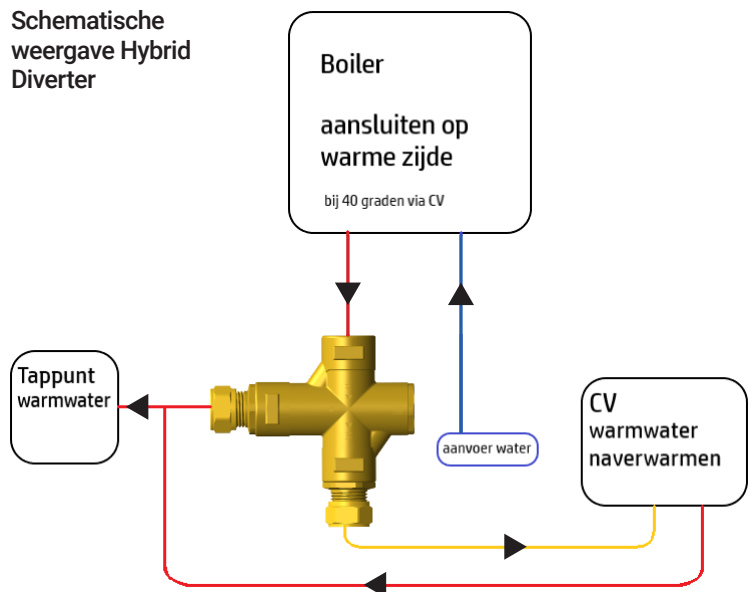 Schematische
weergave Hybrid
Diverter
Boiler
aansluiten op
warme zijde
bij 40 graden via CV
Tappunt
warmwater
aanvoer water
CV
warmwater
naverwarmen